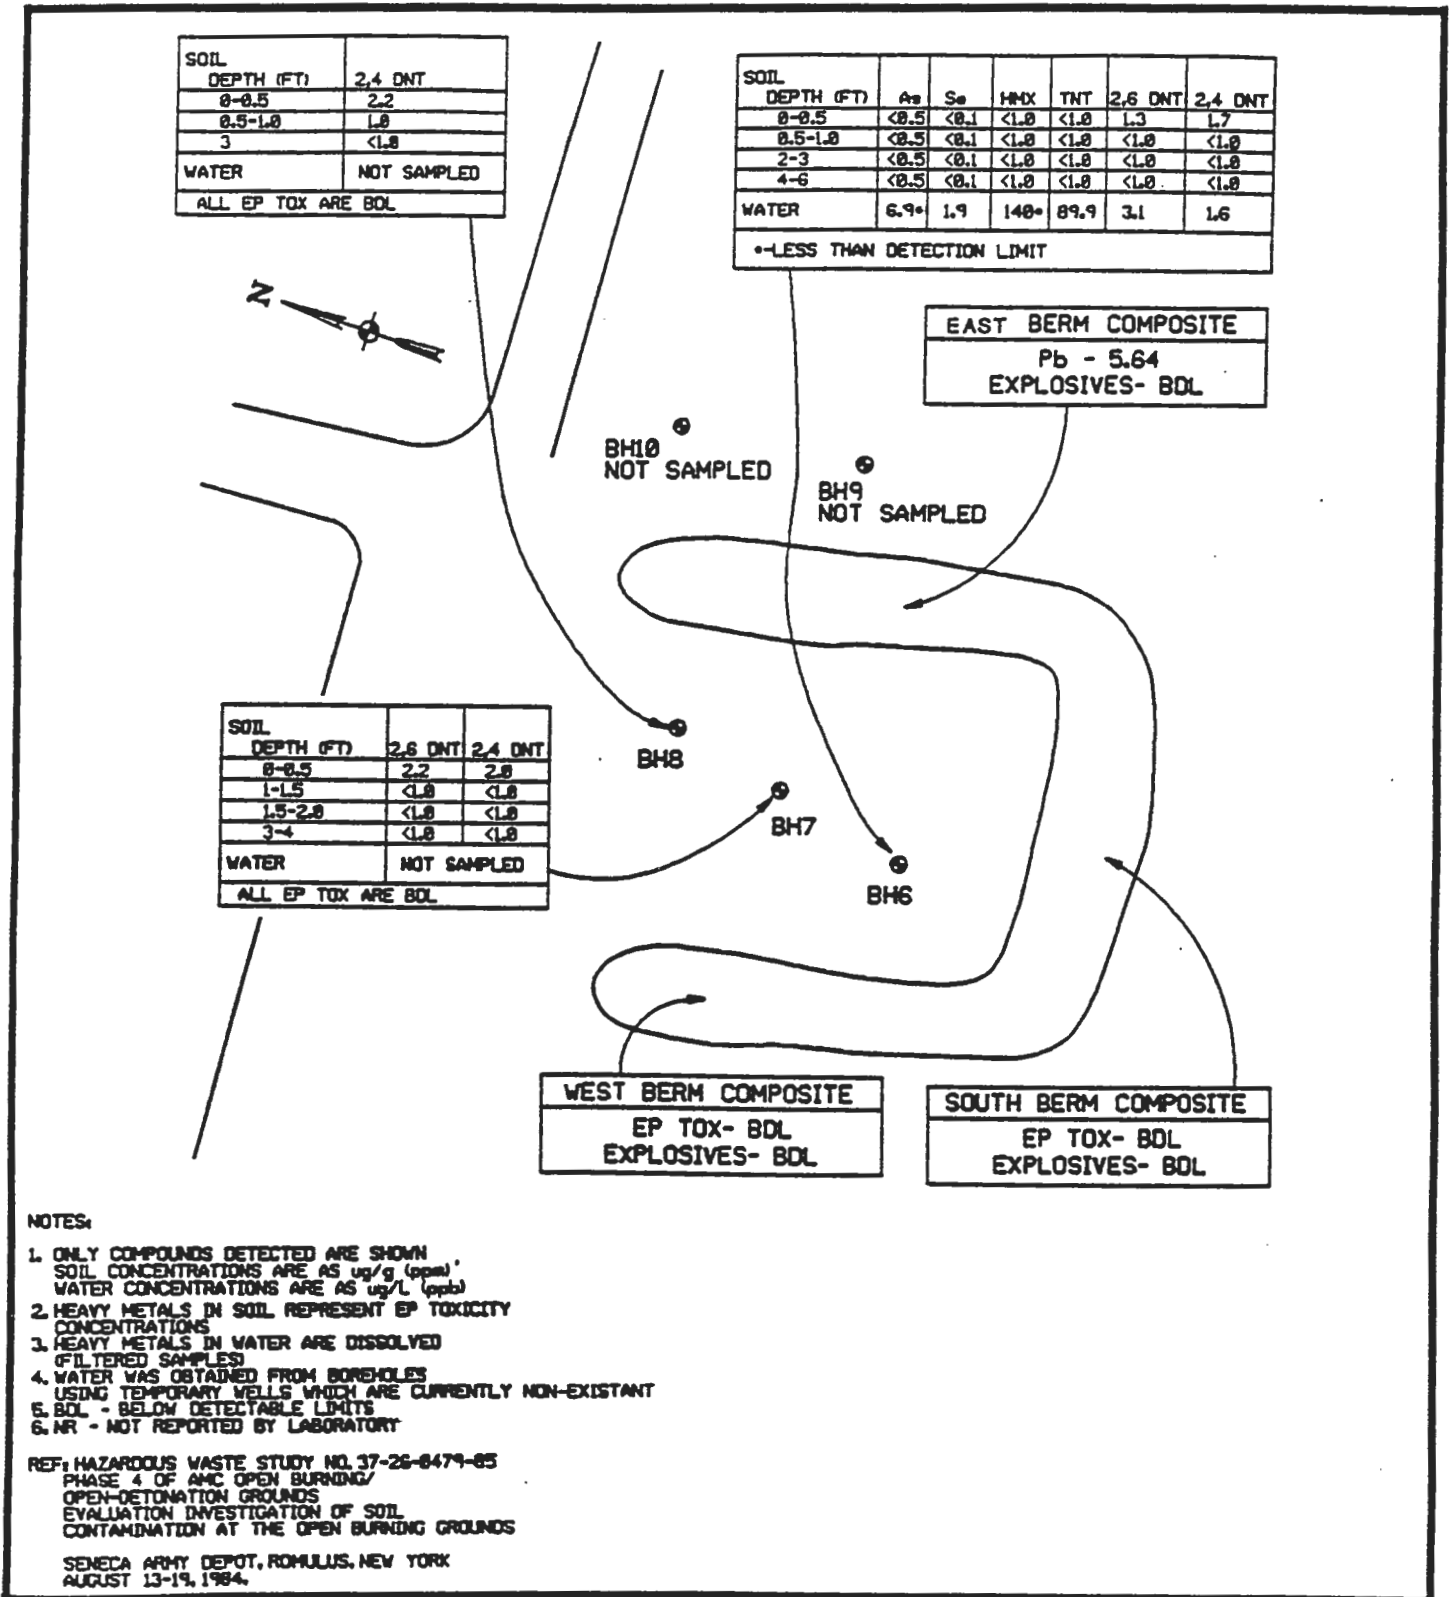 SOIL
DEPTH (FT) 2,4 DNT
0-0.5 2.2
0.5-1.0 1.0
3 <1.0
WATER NOT SAMPLED
ALL EP TOX ARE BDL
SOIL
DEPTH (FT) As Se HMX TNT 2,6 DNT 2,4 DNT
0-0.5 <0.5 <0.1 <1.0 <1.0 1.3 1.7
0.5-1.0 <0.5 <0.1 <1.0 <1.0 <1.0 <1.0
2-3 <0.5 <0.1 <1.0 <1.0 <1.0 <1.0
4-6 <0.5 <0.1 <1.0 <1.0 <1.0 <1.0
WATER 6.9* 1.9 140* 89.9 3.1 1.6
*-LESS THAN DETECTION LIMIT
N
EAST BERM COMPOSITE
Pb - 5.64
EXPLOSIVES- BDL
BH10
NOT SAMPLED
BH9
NOT SAMPLED
SOIL
DEPTH (FT) 2,6 DNT 2,4 DNT
0-0.5 2.2 2.0
1-1.5 <1.0 <1.0
1.5-2.0 <1.0 <1.0
3-4 <1.0 <1.0
WATER NOT SAMPLED
ALL EP TOX ARE BDL
BH8
BH7
BH6
WEST BERM COMPOSITE
EP TOX- BDL
EXPLOSIVES- BDL
SOUTH BERM COMPOSITE
EP TOX- BDL
EXPLOSIVES- BDL
NOTES:
1. ONLY COMPOUNDS DETECTED ARE SHOWN
SOIL CONCENTRATIONS ARE AS ug/g (ppm)
WATER CONCENTRATIONS ARE AS ug/L (ppb)
2. HEAVY METALS IN SOIL REPRESENT EP TOXICITY
CONCENTRATIONS
3. HEAVY METALS IN WATER ARE DISSOLVED
(FILTERED SAMPLES)
4. WATER WAS OBTAINED FROM BOREHOLES
USING TEMPORARY WELLS WHICH ARE CURRENTLY NON-EXISTANT
5. BDL - BELOW DETECTABLE LIMITS
6. NR - NOT REPORTED BY LABORATORY
REF: HAZARDOUS WASTE STUDY NO. 37-26-0479-85
PHASE 4 OF AMC OPEN BURNING/
OPEN-DETONATION GROUNDS
EVALUATION INVESTIGATION OF SOIL
CONTAMINATION AT THE OPEN BURNING GROUNDS
SENECA ARMY DEPOT, ROMULUS, NEW YORK
AUGUST 13-19, 1984.